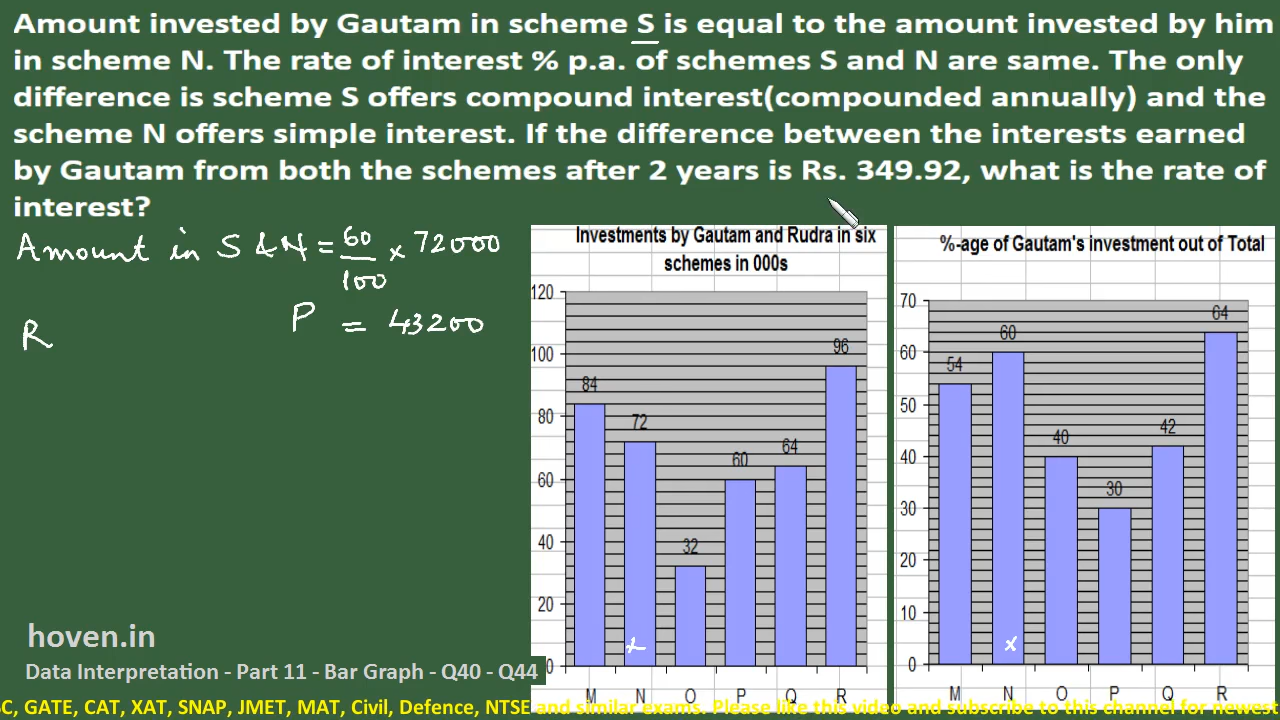 Amount invested by Gautam in scheme S is equal to the amount invested by him
in scheme N. The rate of interest % p.a. of schemes S and N are same. The only
difference is scheme S offers compound interest(compounded annually) and the
scheme N offers simple interest. If the difference between the interests earned
by Gautam from both the schemes after 2 years is Rs. 349.92, what is the rate of
interest?
Amount in S & N = 60/100 × 72000
P = 43200
R
Investments by Gautam and Rudra in six
schemes in 000s
120
100
80
60
40
20
0
84
72
32
60
64
96
x
M N O P Q R
%-age of Gautam's investment out of Total
70
60
50
40
30
20
10
0
54
60
40
30
42
64
x
M N O P Q R
hoven.in
Data Interpretation - Part 11 - Bar Graph - Q40 - Q44
C, GATE, CAT, XAT, SNAP, JMET, MAT, Civil, Defence, NTSE and similar exams. Please like this video and subscribe to this channel for newest